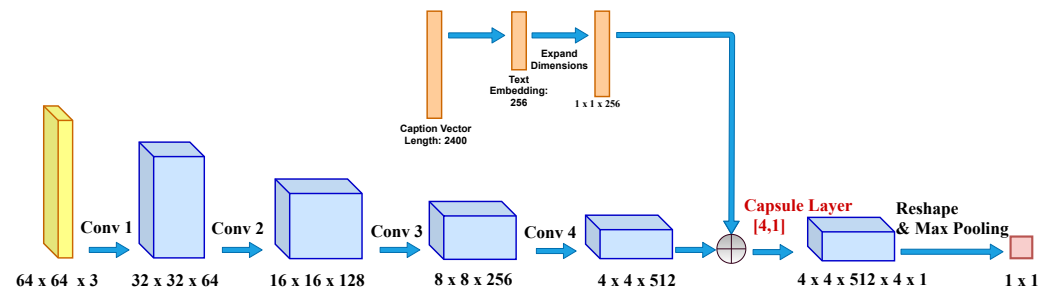 Caption Vector
Length: 2400
Text
Embedding:
256
Expand
Dimensions
1 x 1 x 256
64 x 64 x 3
Conv 1
32 x 32 x 64
Conv 2
16 x 16 x 128
Conv 3
8 x 8 x 256
Conv 4
4 x 4 x 512
Capsule Layer
[4,1]
4 x 4 x 512 x 4 x 1
Reshape
& Max Pooling
1 x 1